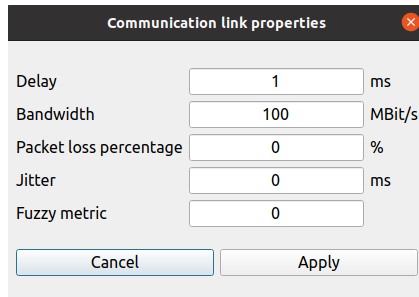 Communication link properties
Delay 1 ms
Bandwidth 100 MBit/s
Packet loss percentage 0 %
Jitter 0 ms
Fuzzy metric 0
Cancel Apply